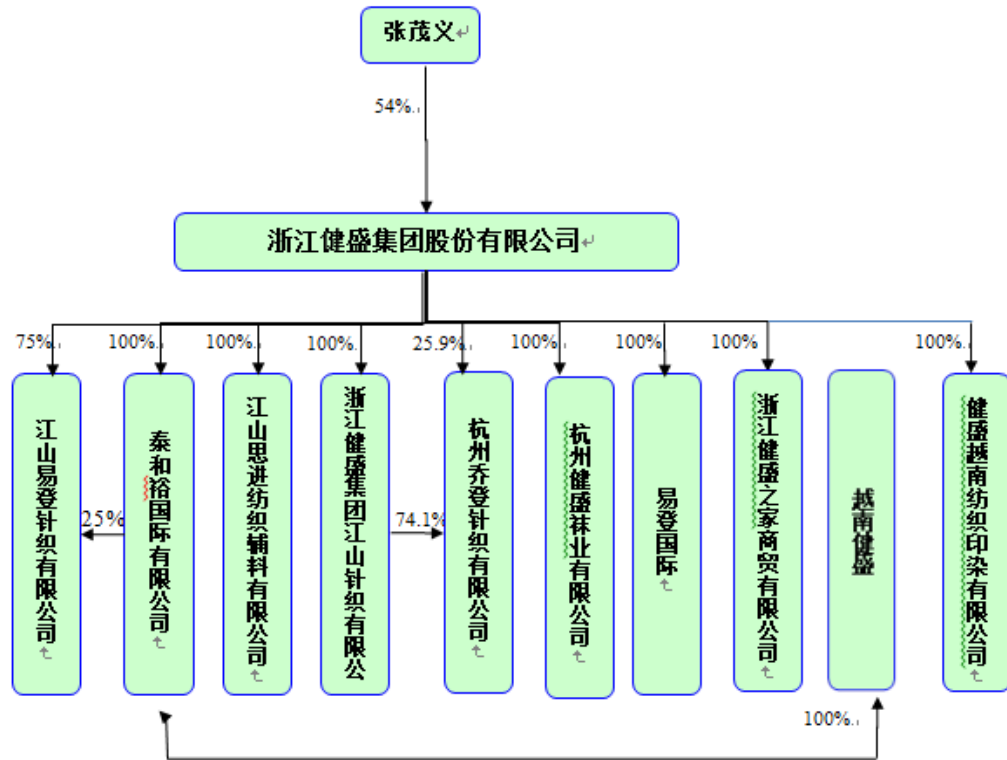 张茂义
54%
浙江健盛集团股份有限公司
75%
100%
100%
100%
25.9%
100%
100%
100%
100%
江山易登针织有限公司
泰和裕国际有限公司
江山思进纺织辅料有限公司
浙江健盛集团江山针织有限公
杭州乔登针织有限公司
杭州健盛袜业有限公司
易登国际
浙江健盛之家商贸有限公司
越南健盛
健盛越南纺织印染有限公司
25%
74.1%
100%